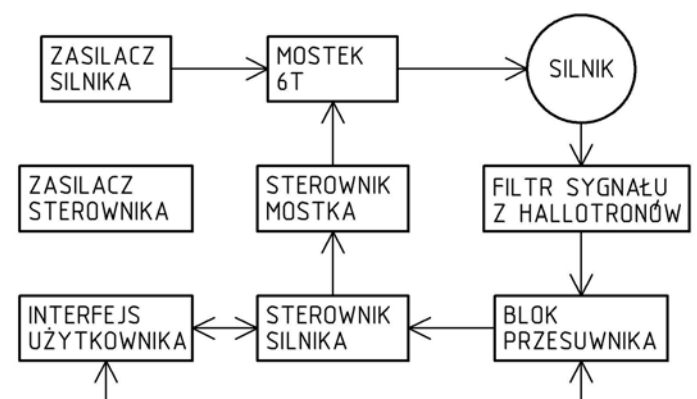 ZASILACZ
SILNIKA
MOSTEK
6T
SILNIK
ZASILACZ
STEROWNIKA
STEROWNIK
MOSTKA
FILTR SYGNAŁU
Z HALLOTRONÓW
INTERFEJS
UŻYTKOWNIKA
STEROWNIK
SILNIKA
BLOK
PRZESUWNIKA